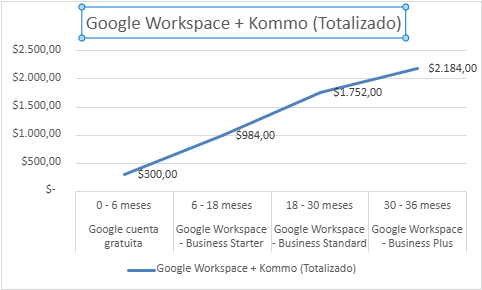 Google Workspace + Kommo (Totalizado)
$2.500,00
$2.000,00
$1.500,00
$1.000,00
$500,00
$-
$300,00
$984,00
$1.752,00
$2.184,00
0 - 6 meses
6 - 18 meses
18 - 30 meses
30 - 36 meses
Google cuenta
gratuita
Google Workspace
- Business Starter
Google Workspace
- Business Standard
Google Workspace
- Business Plus
Google Workspace + Kommo (Totalizado)